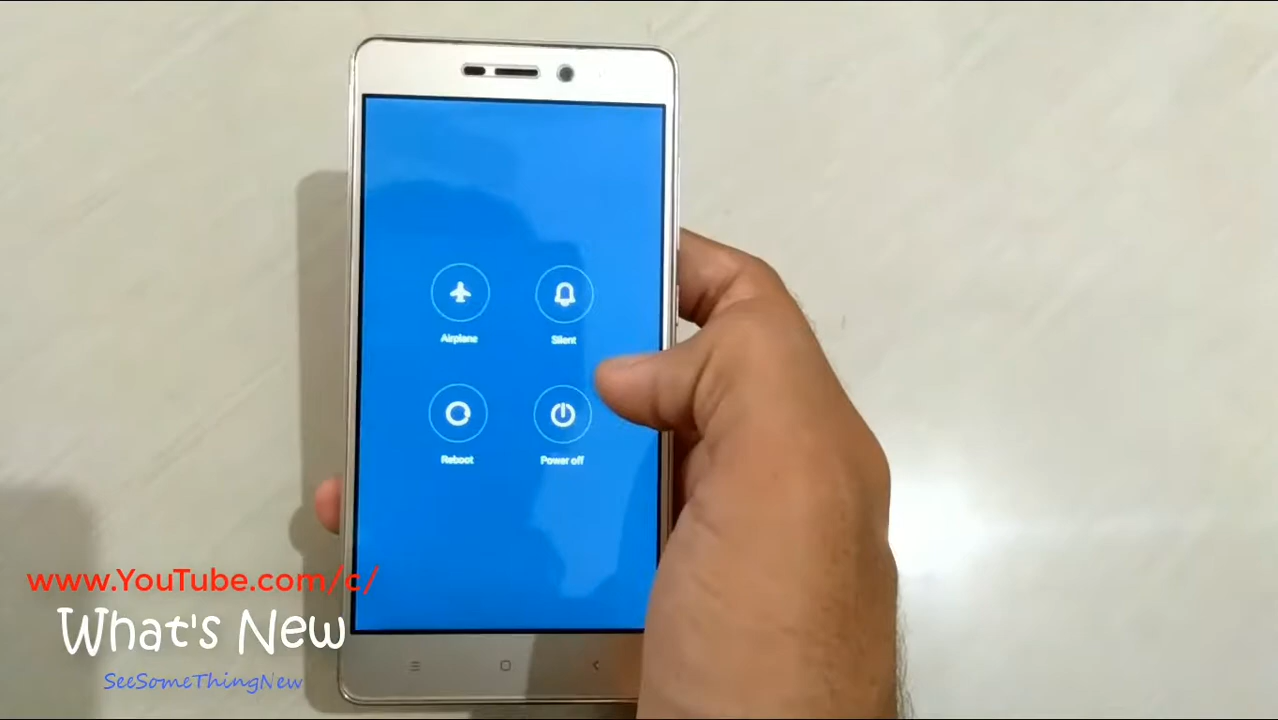 Airplane
Silent
Reboot
Power off
www.YouTube.com/c/
What's New
SeeSomeThingNew